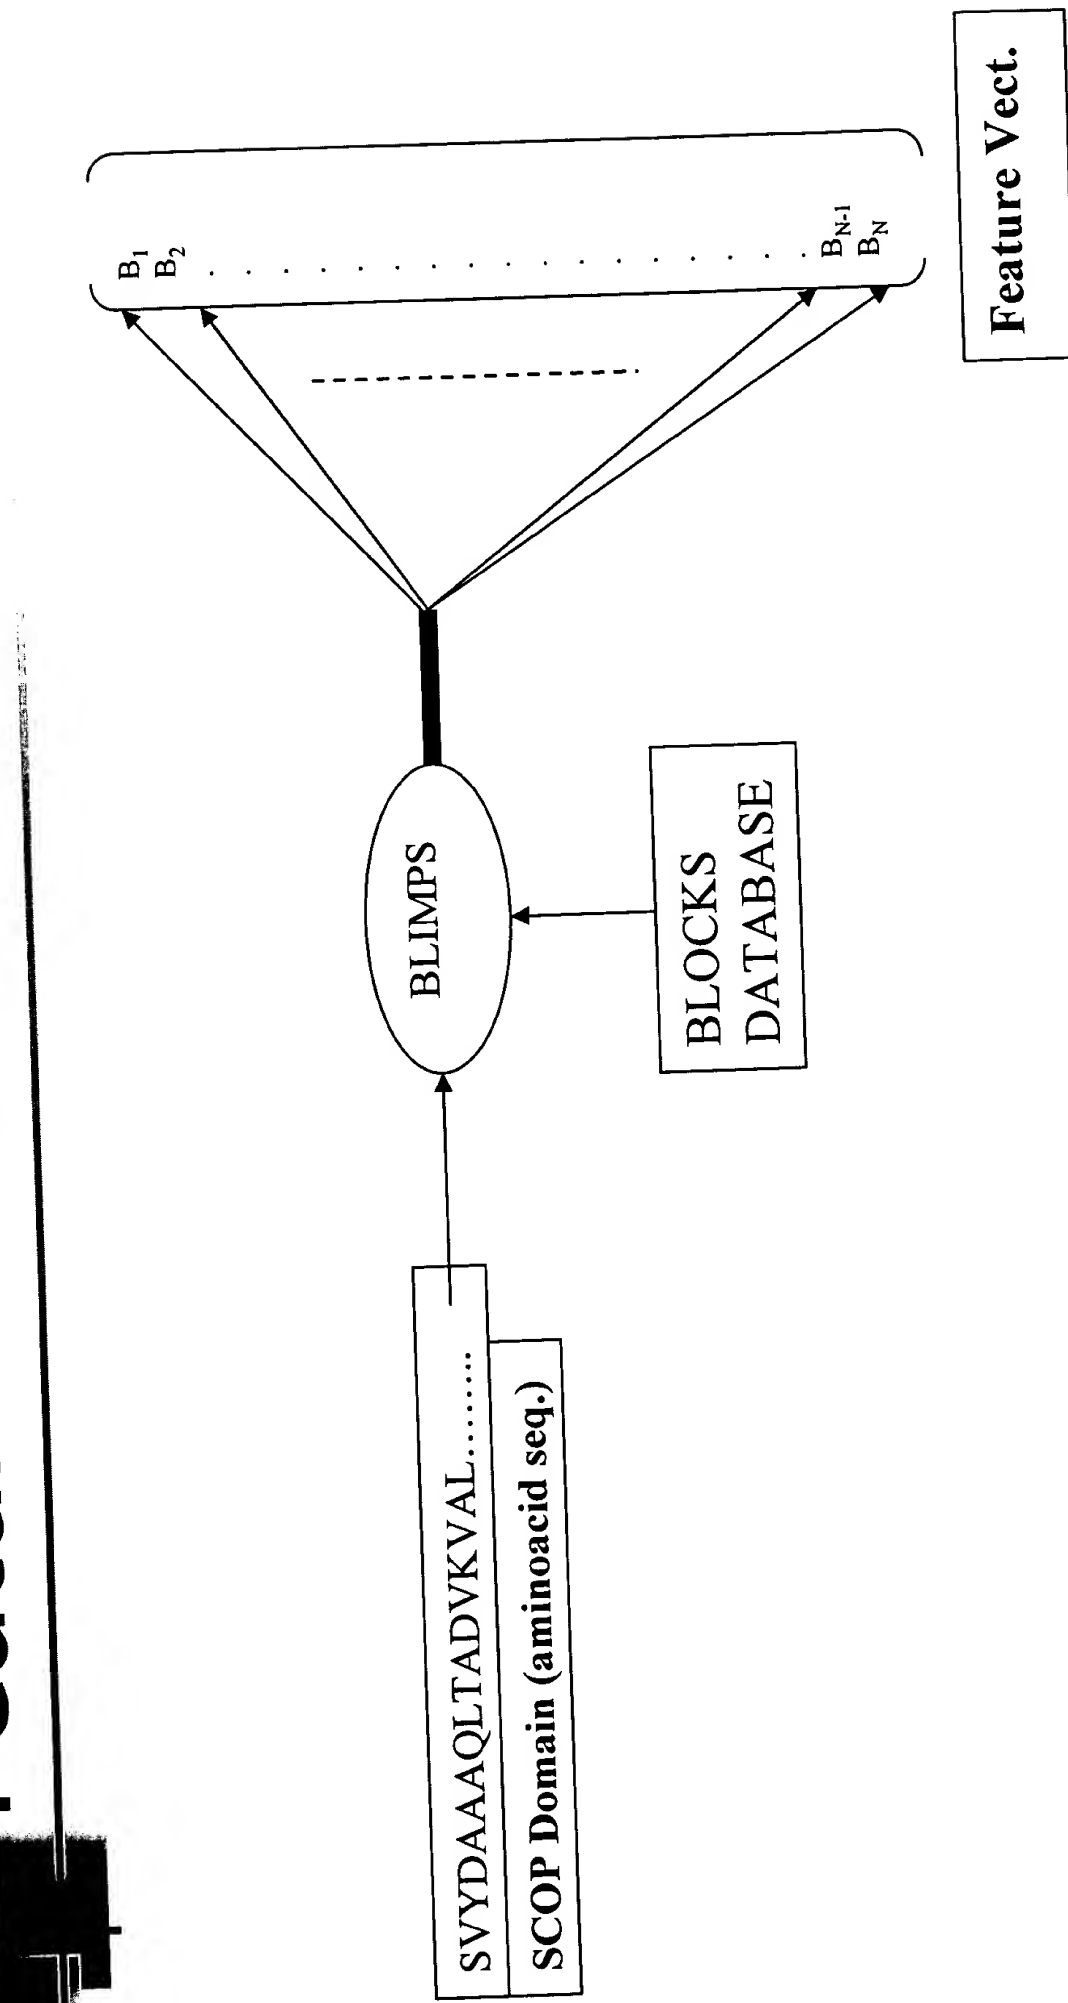 SVYDAAAQLTADVKVAL.........
SCOP Domain (aminoacid seq.)
BLIMPS
BLOCKS
DATABASE
B1
B2
. . . . . . . . . . . . . . . . .
BN-1
BN
Feature Vect.